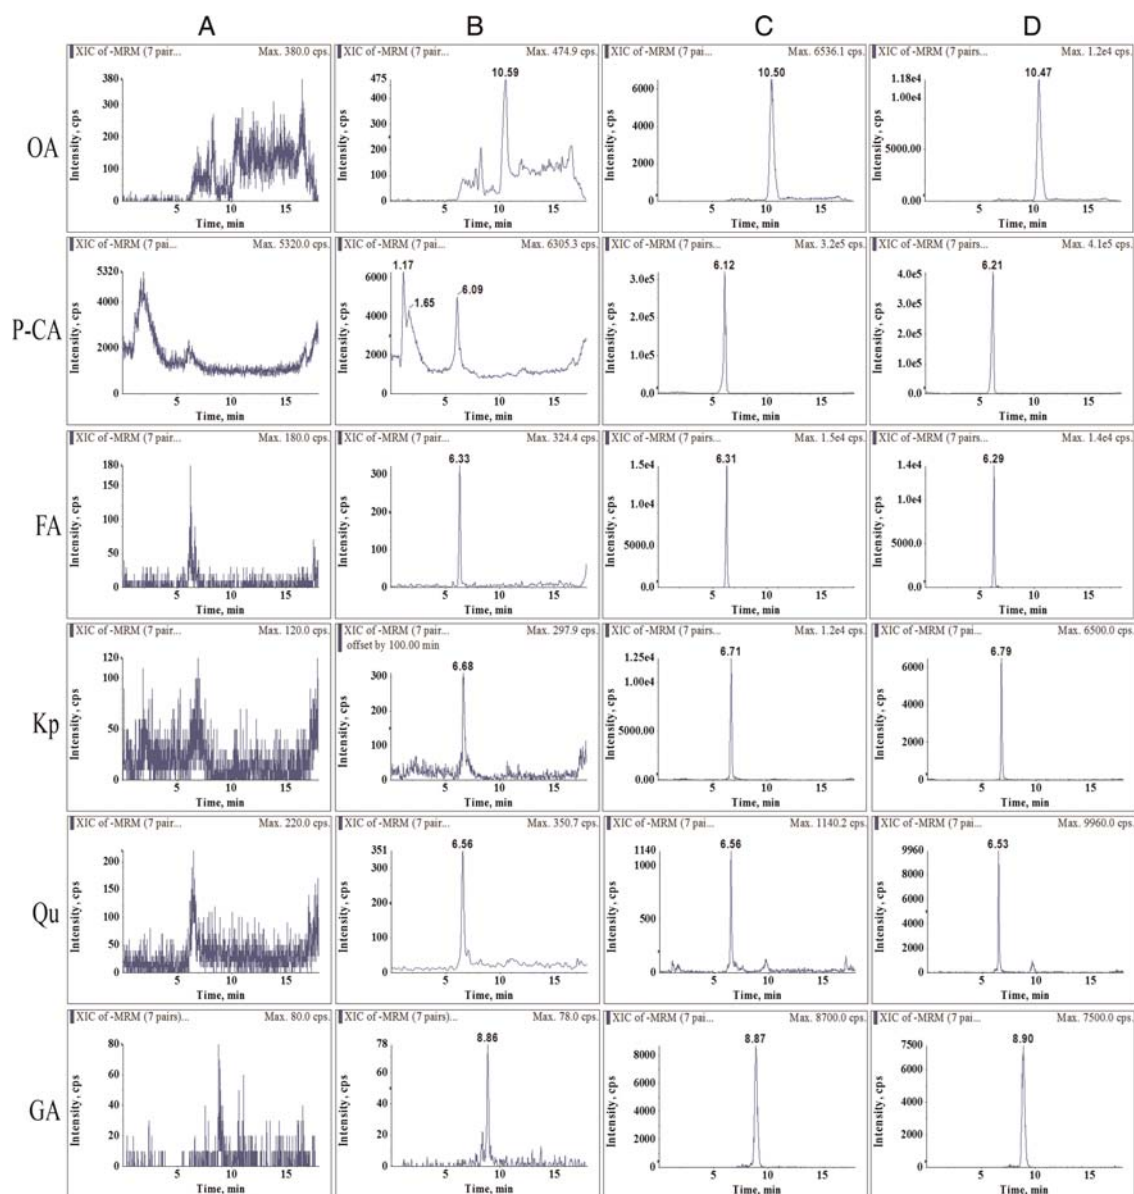 A B C D
OA
XIC of -MRM (7 pair... Max. 380.0 cps.
Intensity, cps
380
300
200
100
0
5 10 15
Time, min
XIC of -MRM (7 pair... Max. 474.9 cps.
Intensity, cps
10.59
475
400
300
200
100
0
5 10 15
Time, min
XIC of -MRM (7 pai... Max. 6536.1 cps.
Intensity, cps
10.50
6000
4000
2000
0
5 10 15
Time, min
XIC of -MRM (7 pairs... Max. 1.2e4 cps.
Intensity, cps
10.47
1.18e4
1.00e4
5000.00
0.00
5 10 15
Time, min
P-CA
XIC of -MRM (7 pai... Max. 5320.0 cps.
Intensity, cps
5320
4000
2000
0
5 10 15
Time, min
XIC of -MRM (7 pai... Max. 6305.3 cps.
Intensity, cps
1.17
1.65
6.09
6000
4000
2000
0
5 10 15
Time, min
XIC of -MRM (7 pairs... Max. 3.2e5 cps.
Intensity, cps
6.12
3.0e5
2.0e5
1.0e5
0.0
5 10 15
Time, min
XIC of -MRM (7 pairs... Max. 4.1e5 cps.
Intensity, cps
6.21
4.0e5
3.0e5
2.0e5
1.0e5
0.0
5 10 15
Time, min
FA
XIC of -MRM (7 pair... Max. 180.0 cps.
Intensity, cps
180
150
100
50
0
5 10 15
Time, min
XIC of -MRM (7 pair... Max. 324.4 cps.
Intensity, cps
6.33
300
200
100
0
5 10 15
Time, min
XIC of -MRM (7 pairs... Max. 1.5e4 cps.
Intensity, cps
6.31
1.5e4
1.0e4
5000.0
0.0
5 10 15
Time, min
XIC of -MRM (7 pairs... Max. 1.4e4 cps.
Intensity, cps
6.29
1.4e4
1.0e4
5000.0
0.0
5 10 15
Time, min
Kp
XIC of -MRM (7 pair... Max. 120.0 cps.
Intensity, cps
120
100
50
0
5 10 15
Time, min
XIC of -MRM (7 pair... Max. 297.9 cps.
offset by 100.00 min
Intensity, cps
6.68
300
200
100
0
5 10 15
Time, min
XIC of -MRM (7 pairs... Max. 1.2e4 cps.
Intensity, cps
6.71
1.25e4
1.00e4
5000.00
0.00
5 10 15
Time, min
XIC of -MRM (7 pai... Max. 6500.0 cps.
Intensity, cps
6.79
6000
4000
2000
0
5 10 15
Time, min
Qu
XIC of -MRM (7 pair... Max. 220.0 cps.
Intensity, cps
200
150
100
50
0
5 10 15
Time, min
XIC of -MRM (7 pair... Max. 350.7 cps.
Intensity, cps
6.56
351
300
200
100
0
5 10 15
Time, min
XIC of -MRM (7 pai... Max. 1140.2 cps.
Intensity, cps
6.56
1140
1000
500
0
5 10 15
Time, min
XIC of -MRM (7 pai... Max. 9960.0 cps.
Intensity, cps
6.53
9960
8000
6000
4000
2000
0
5 10 15
Time, min
GA
XIC of -MRM (7 pairs)... Max. 80.0 cps.
Intensity, cps
80
60
40
20
0
5 10 15
Time, min
XIC of -MRM (7 pairs)... Max. 78.0 cps.
Intensity, cps
8.86
78
60
40
20
0
5 10 15
Time, min
XIC of -MRM (7 pai... Max. 8700.0 cps.
Intensity, cps
8.87
8000
6000
4000
2000
0
5 10 15
Time, min
XIC of -MRM (7 pai... Max. 7500.0 cps.
Intensity, cps
8.90
7500
6000
4000
2000
0
5 10 15
Time, min